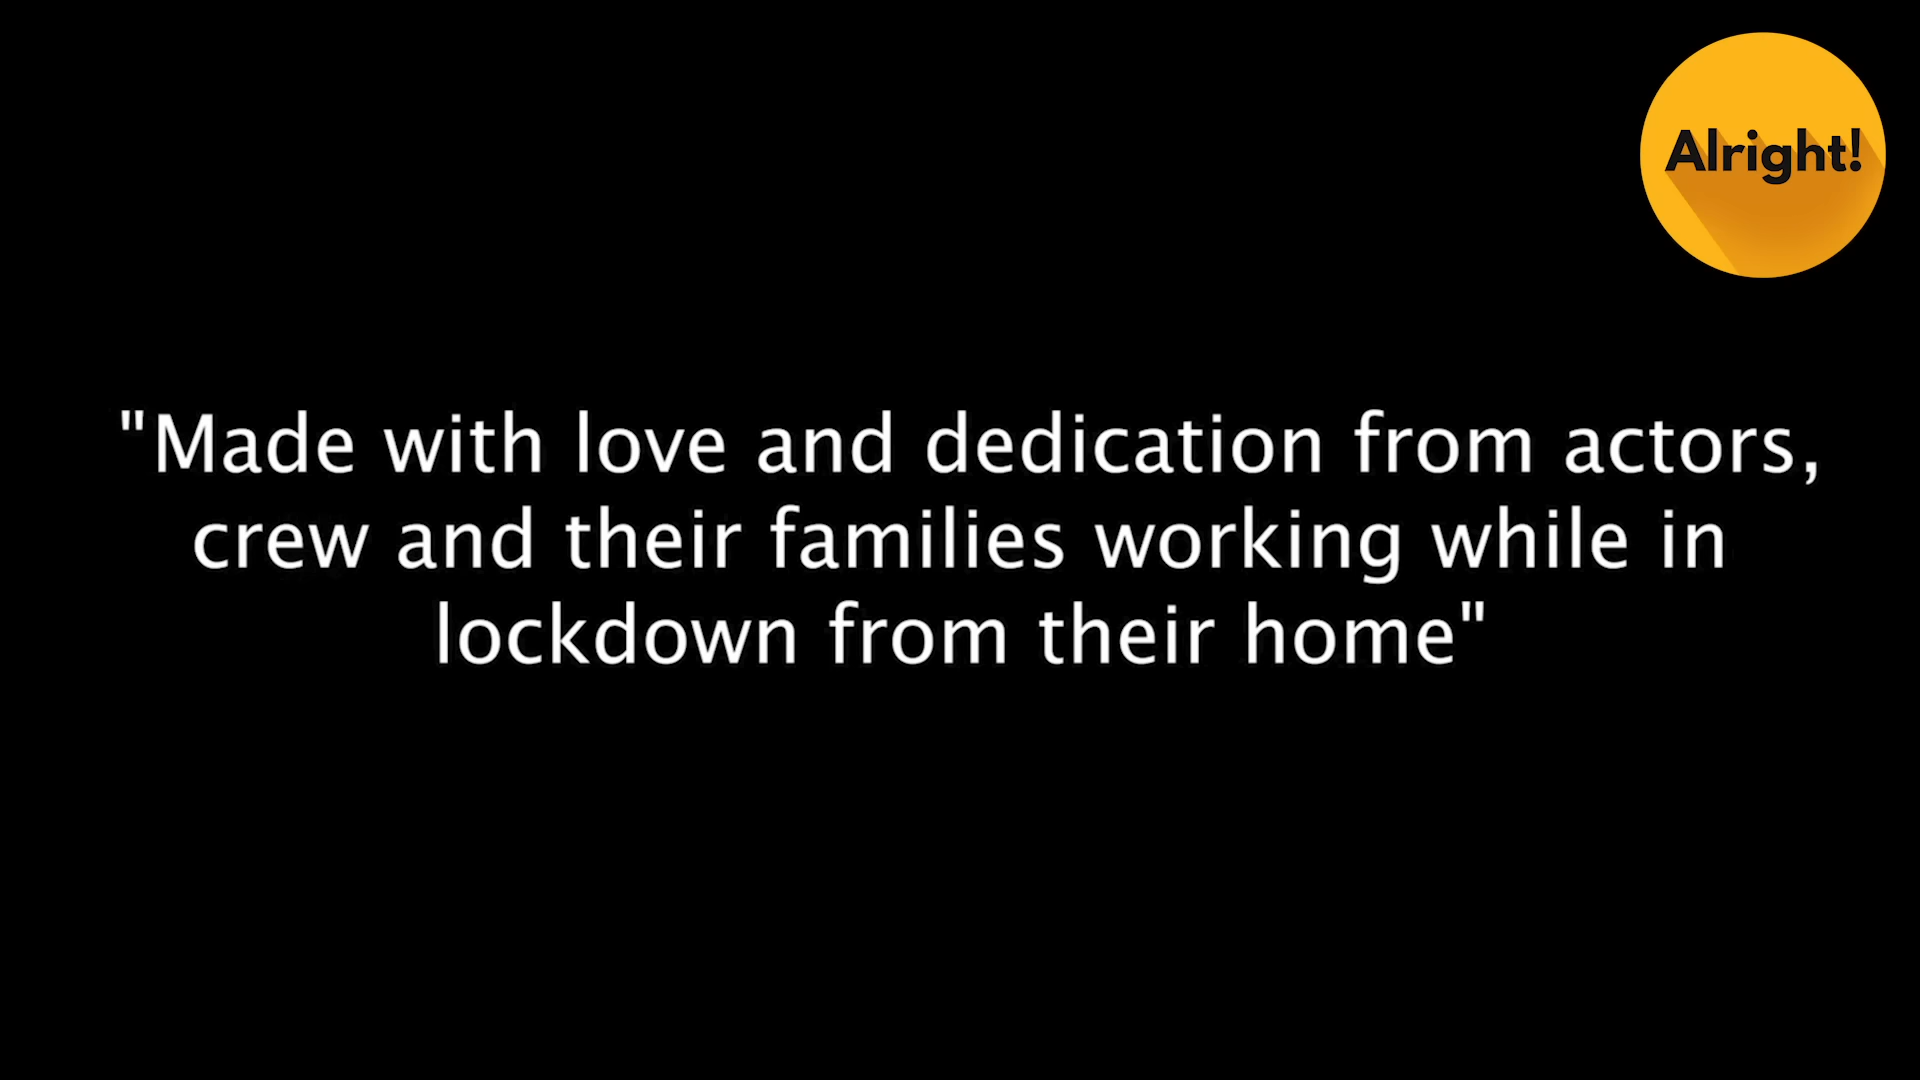 Alright!
"Made with love and dedication from actors,
crew and their families working while in
lockdown from their home"